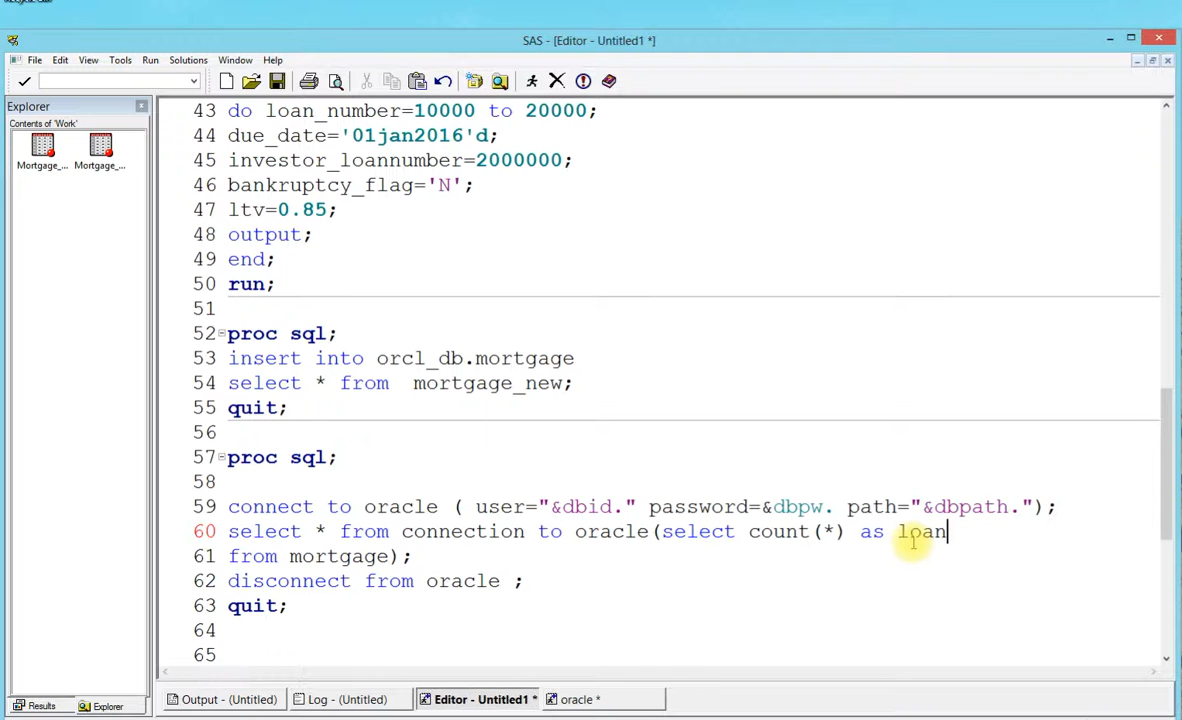 SAS - [Editor - Untitled1 *]
File Edit View Tools Run Solutions Window Help
Explorer
Contents of 'Work'
Mortgage_... Mortgage_...
43 do loan_number=10000 to 20000;
44 due_date='01jan2016'd;
45 investor_loannumber=2000000;
46 bankruptcy_flag='N';
47 ltv=0.85;
48 output;
49 end;
50 run;
51
52 proc sql;
53 insert into orcl_db.mortgage
54 select * from  mortgage_new;
55 quit;
56
57 proc sql;
58
59 connect to oracle ( user="&dbid." password=&dbpw. path="&dbpath.");
60 select * from connection to oracle(select count(*) as loan
61 from mortgage);
62 disconnect from oracle ;
63 quit;
64
65
Results Explorer
Output - (Untitled) Log - (Untitled) Editor - Untitled1 * oracle *